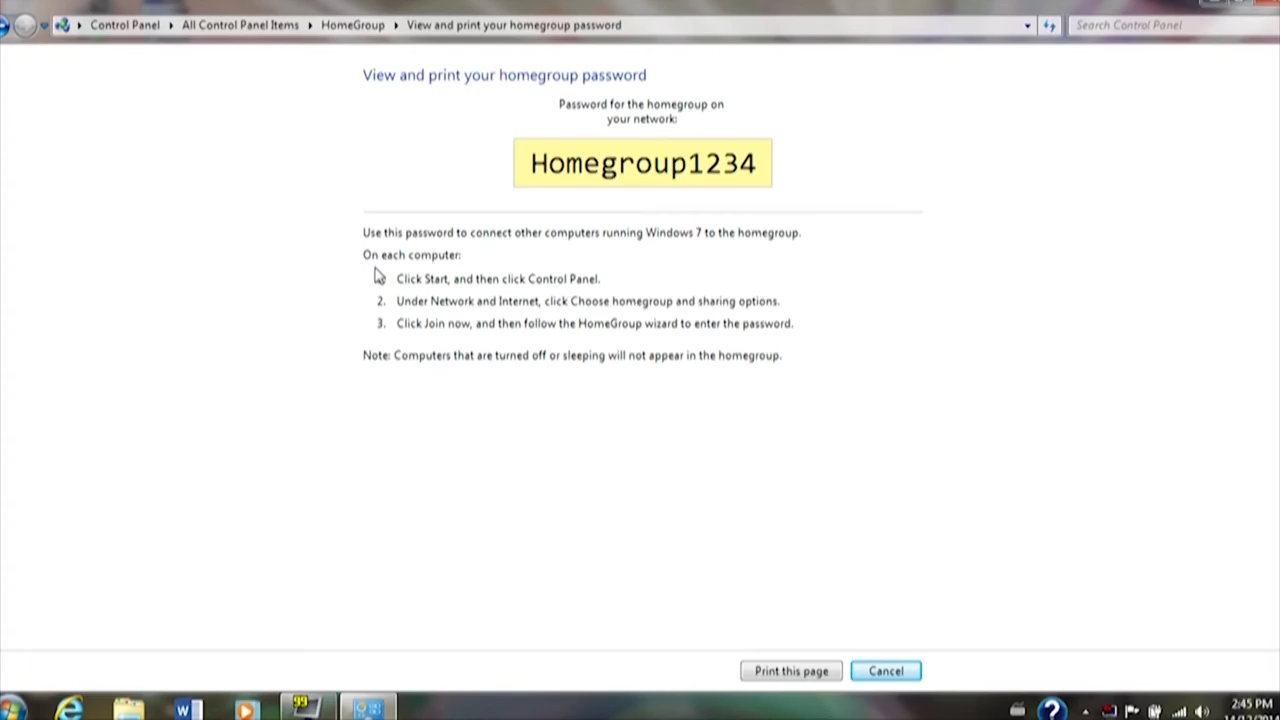 Control Panel All Control Panel Items HomeGroup View and print your homegroup password Search Control Panel
View and print your homegroup password
Password for the homegroup on
your network:
Homegroup1234
Use this password to connect other computers running Windows 7 to the homegroup.
On each computer:
Click Start, and then click Control Panel.
2. Under Network and Internet, click Choose homegroup and sharing options.
3. Click Join now, and then follow the HomeGroup wizard to enter the password.
Note: Computers that are turned off or sleeping will not appear in the homegroup.
Print this page Cancel
W 99 ? 2:45 PM